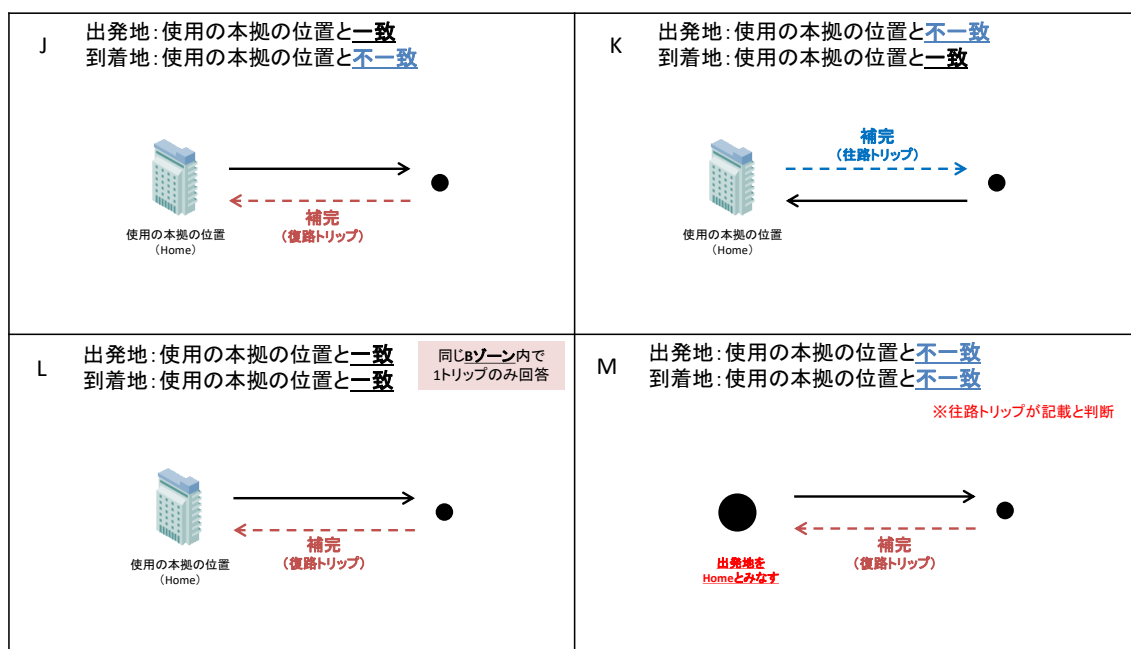 J
出発地:使用の本拠の位置と一致
到着地:使用の本拠の位置と不一致
補完
(復路トリップ)
使用の本拠の位置
(Home)
K
出発地:使用の本拠の位置と不一致
到着地:使用の本拠の位置と一致
補完
(往路トリップ)
使用の本拠の位置
(Home)
L
出発地:使用の本拠の位置と一致
到着地:使用の本拠の位置と一致
同じBゾーン内で
1トリップのみ回答
補完
(復路トリップ)
使用の本拠の位置
(Home)
M
出発地:使用の本拠の位置と不一致
到着地:使用の本拠の位置と不一致
※往路トリップが記載と判断
補完
(復路トリップ)
出発地を
Homeとみなす